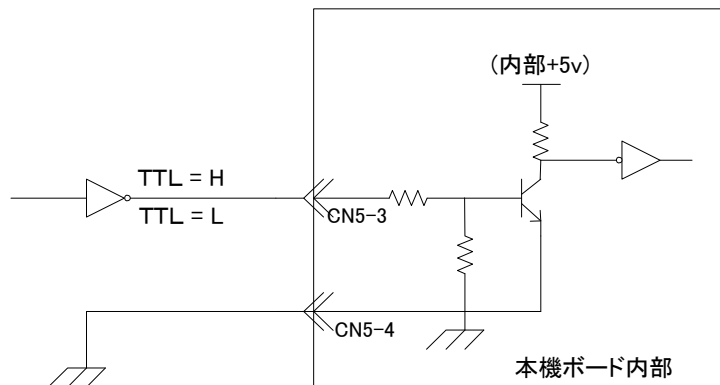 (内部+5v)
TTL = H
TTL = L
CN5-3
CN5-4
本機ボード内部